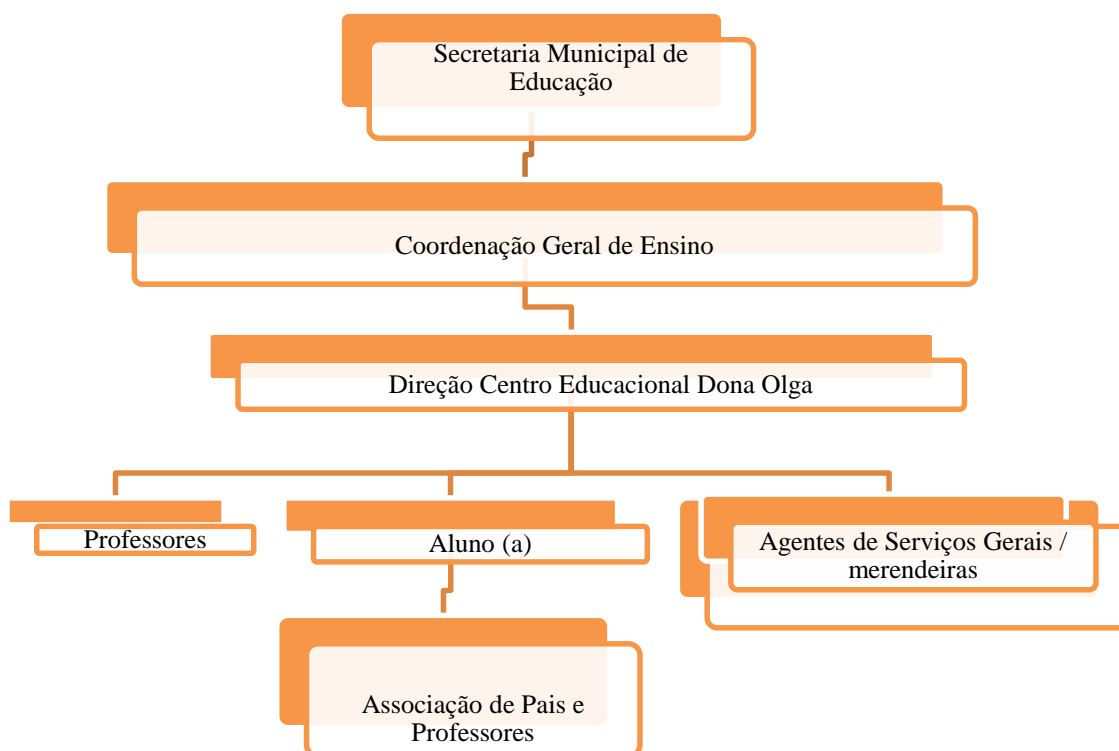 Secretaria Municipal de
Educação
Coordenação Geral de Ensino
Direção Centro Educacional Dona Olga
Professores
Aluno (a)
Agentes de Serviços Gerais /
merendeiras
Associação de Pais e
Professores